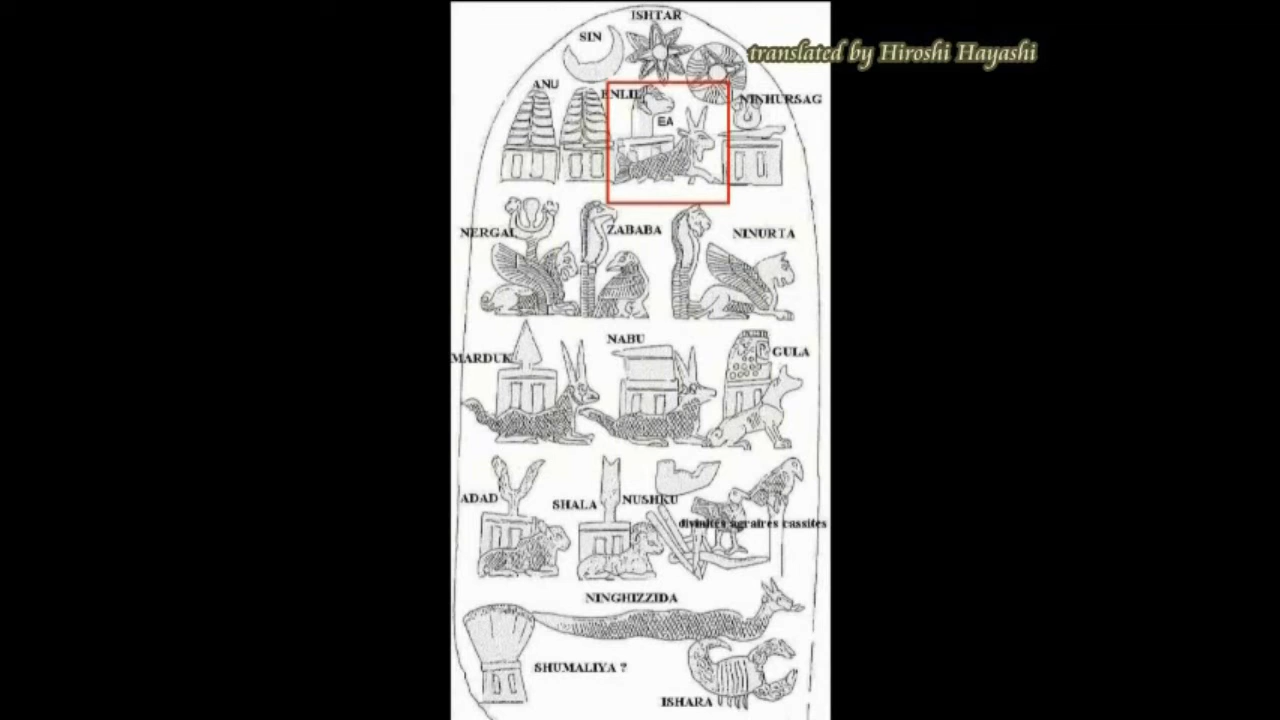 ISHTAR
SIN
translated by Hiroshi Hayashi
ANU
ENLIL
NINHURSAG
EA
NERGAL
ZABABA
NINURTA
MARDUK
NABU
GULA
ADAD
SHALA
NUSHKU
divinités agraires cassites
NINGHIZZIDA
SHUMALIYA ?
ISHARA